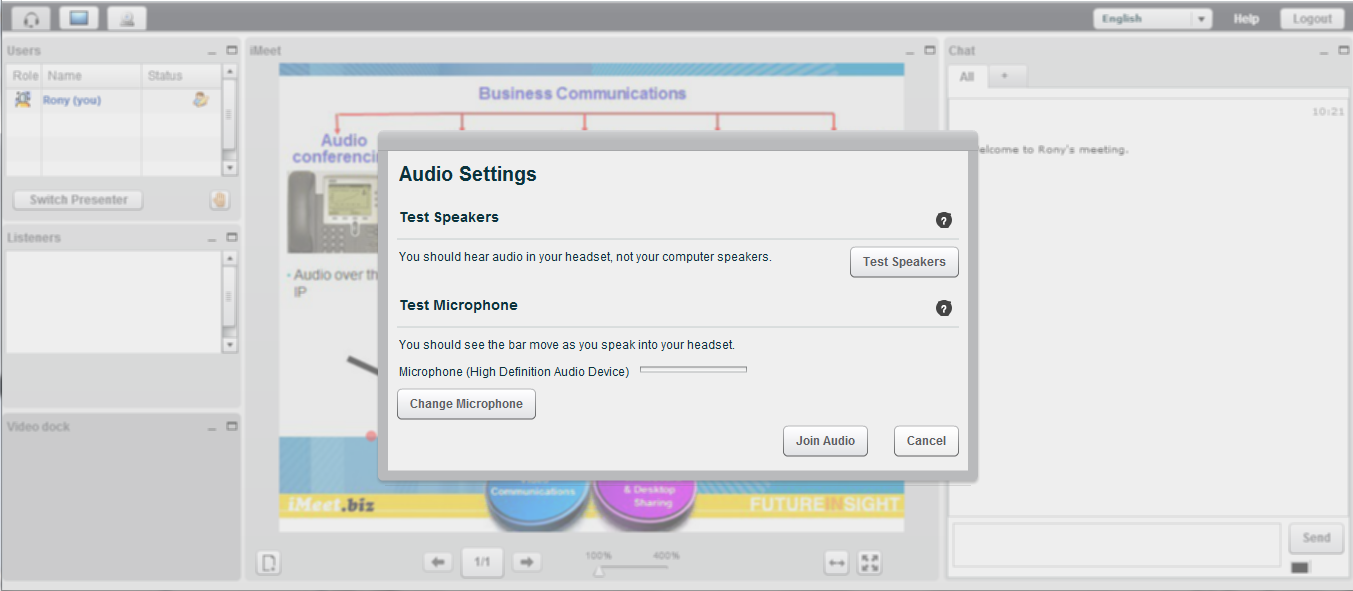 English
Help
Logout
Users
Role Name Status
Rony (you)
Switch Presenter
Listeners
Video dock
iMeet
Business Communications
Audio
conferenci
• Audio over th
IP
Audio Settings
Test Speakers
?
You should hear audio in your headset, not your computer speakers.
Test Speakers
Test Microphone
?
You should see the bar move as you speak into your headset.
Microphone (High Definition Audio Device)
Change Microphone
Join Audio
Cancel
Communications
& Desktop
Sharing
iMeet.biz
FUTUREINSIGHT
1/1
100%
400%
Chat
All
+
10:21
elcome to Rony's meeting.
Send